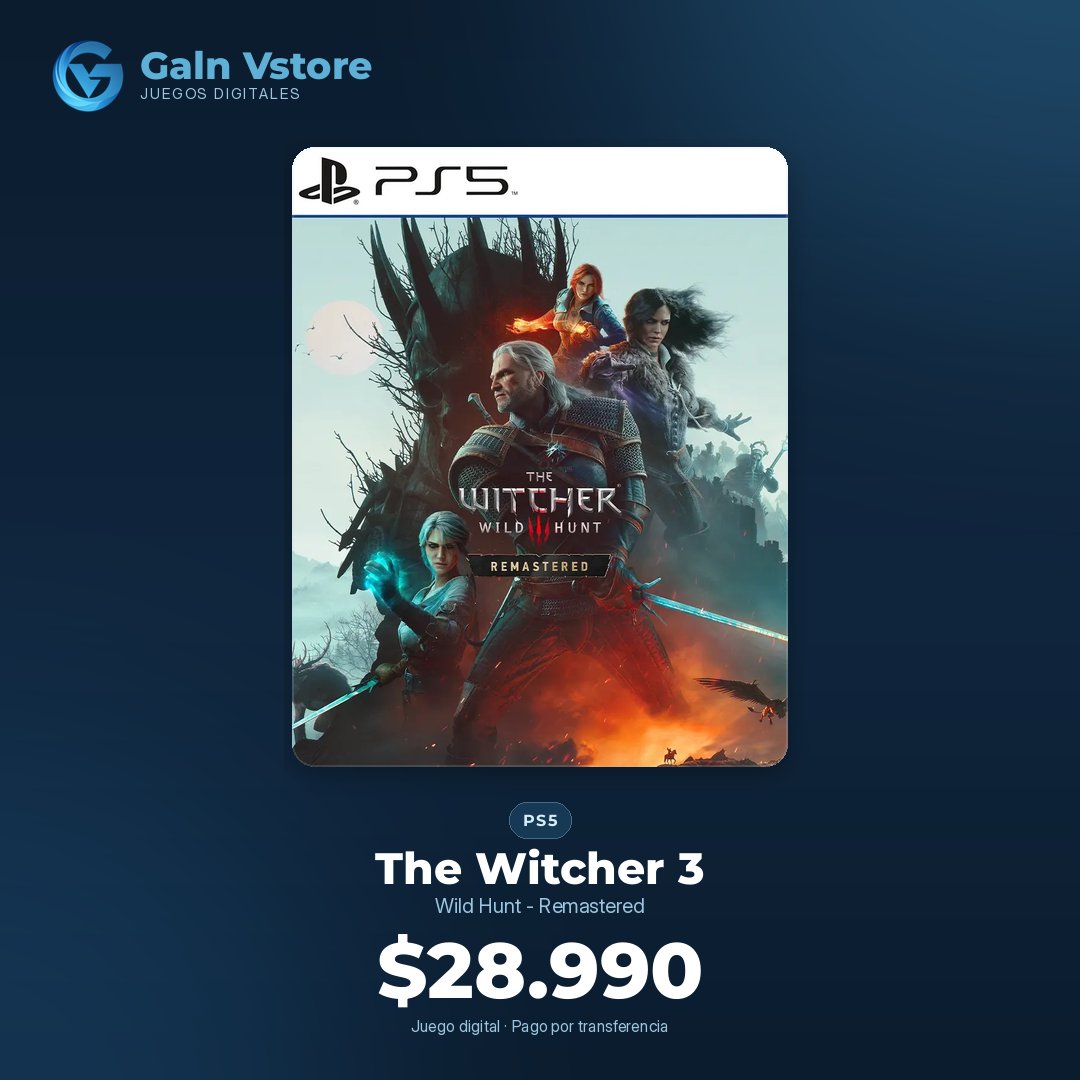 Galn Vstore
JUEGOS DIGITALES
PS5
THE
WITCHER
WILD HUNT
REMASTERED
PS5
The Witcher 3
Wild Hunt - Remastered
$28.990
Juego digital · Pago por transferencia